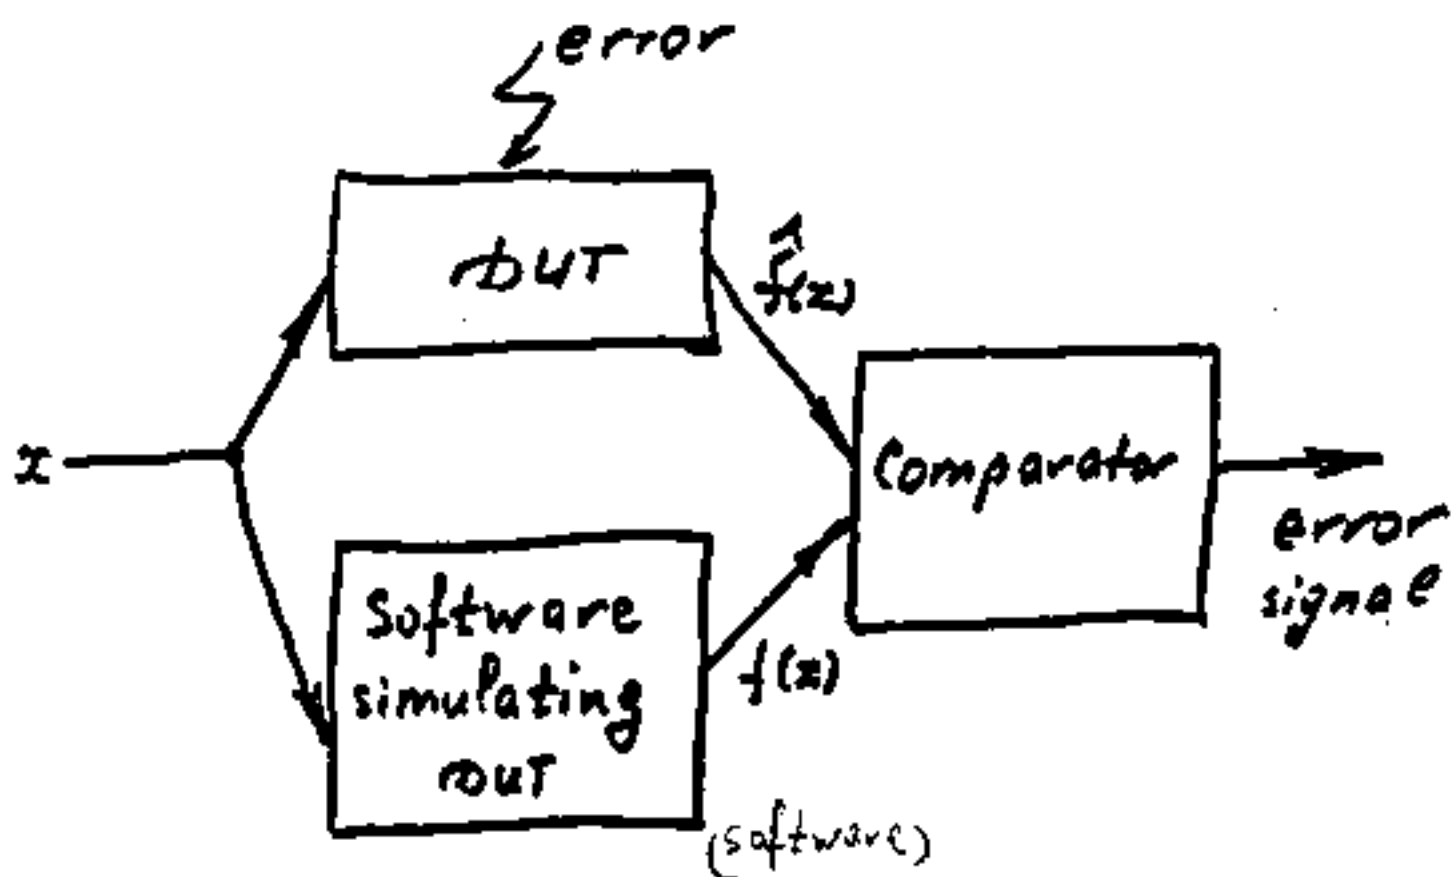 error
DUT
f̂(x)
x
Comparator
error
signal
Software
simulating
DUT
f(x)
(software)